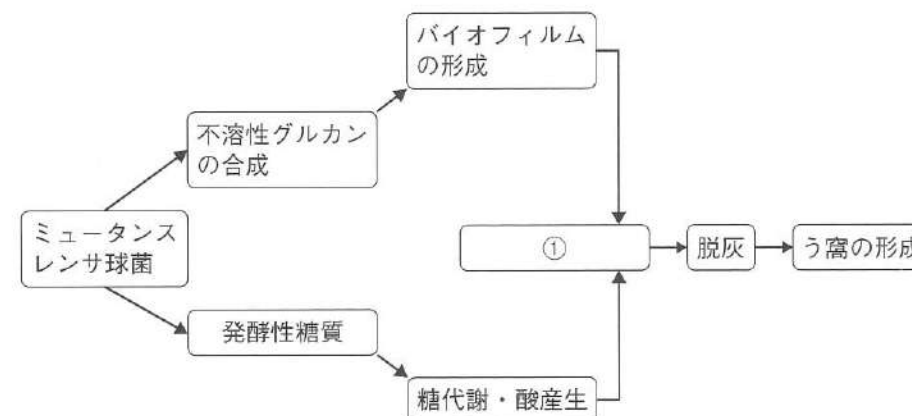 バイオフィルム
の形成
不溶性グルカン
の合成
ミュータンス
レンサ球菌
①
脱灰
う窩の形成
発酵性糖質
糖代謝・酸産生